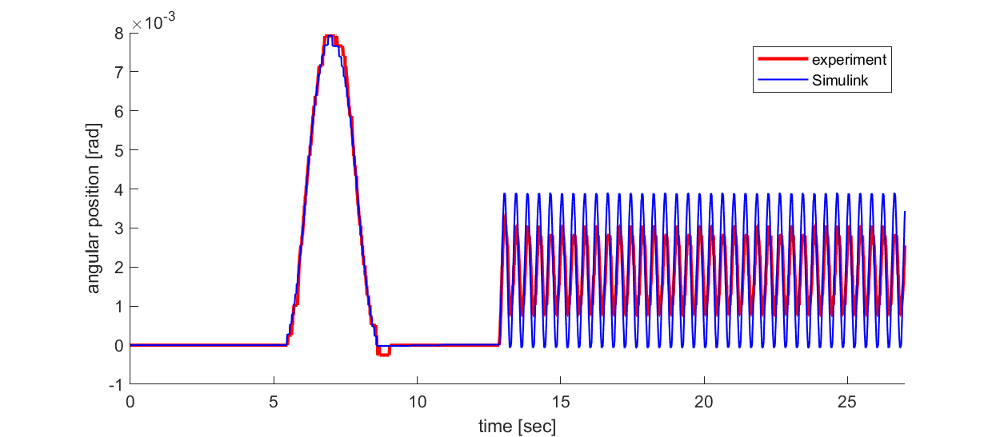 ×10-3
8
7
6
5
4
3
2
1
0
-1
angular position [rad]
experiment
Simulink
0 5 10 15 20 25
time [sec]